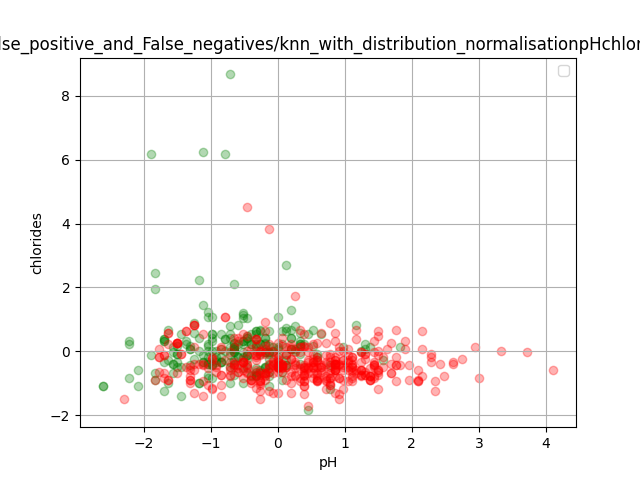 lse_positive_and_False_negatives/knn_with_distribution_normalisationpHchlor
8
6
4
2
0
−2
chlorides
−2 −1 0 1 2 3 4
pH